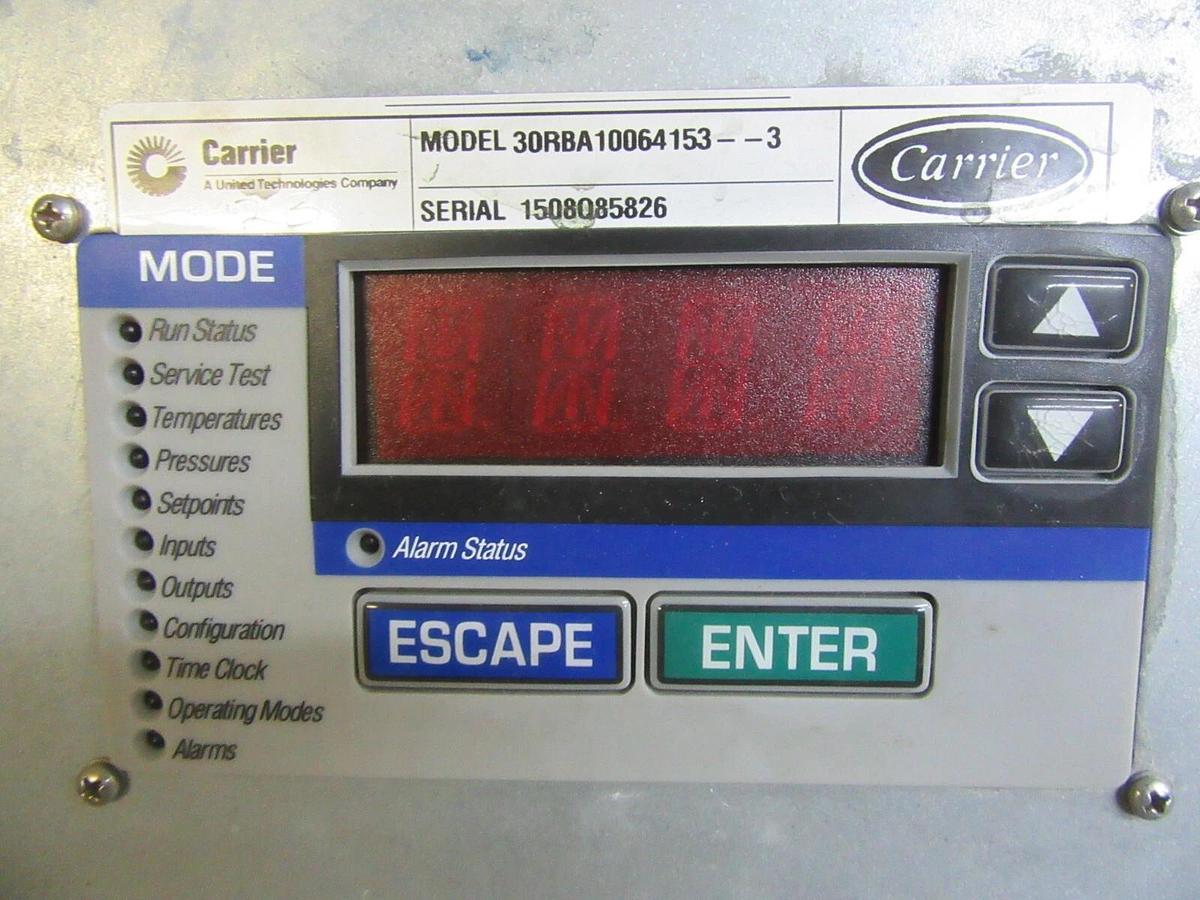 Carrier
A United Technologies Company
MODEL 30RBA10064153--3
SERIAL 1508Q85826
Carrier
MODE
Run Status
Service Test
Temperatures
Pressures
Setpoints
Inputs
Outputs
Configuration
Time Clock
Operating Modes
Alarms
Alarm Status
ESCAPE
ENTER